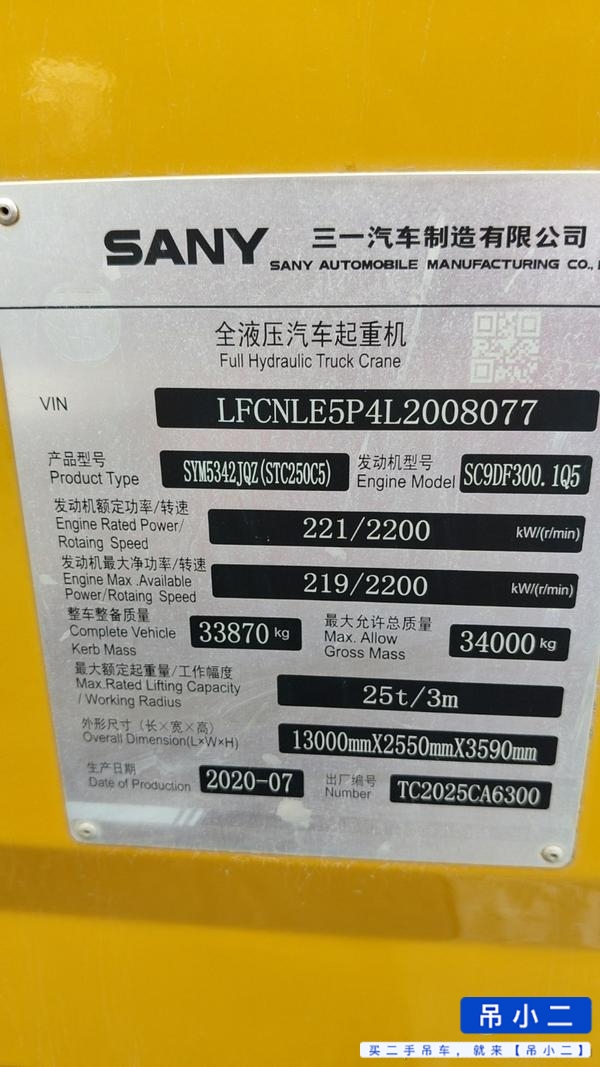 SANY 三一汽车制造有限公司
SANY AUTOMOBILE MANUFACTURING CO.,
全液压汽车起重机
Full Hydraulic Truck Crane
VIN LFCNLE5P4L2008077
产品型号 Product Type SYM5342JQZ(STC250C5) 发动机型号 Engine Model SC9DF300.1Q5
发动机额定功率/转速
Engine Rated Power/
Rotaing Speed 221/2200 kW/(r/min)
发动机最大净功率/转速
Engine Max .Available
Power/Rotaing Speed 219/2200 kW/(r/min)
整车整备质量
Complete Vehicle
Kerb Mass 33870 kg
最大允许总质量
Max. Allow
Gross Mass 34000 kg
最大额定起重量/工作幅度
Max.Rated Lifting Capacity
/ Working Radius 25t/3m
外形尺寸（长×宽×高）
Overall Dimension(L×W×H) 13000mmX2550mmX3590mm
生产日期
Date of Production 2020-07
出厂编号
Number TC2025CA6300
吊小二
买二手吊车，就来【吊小二】